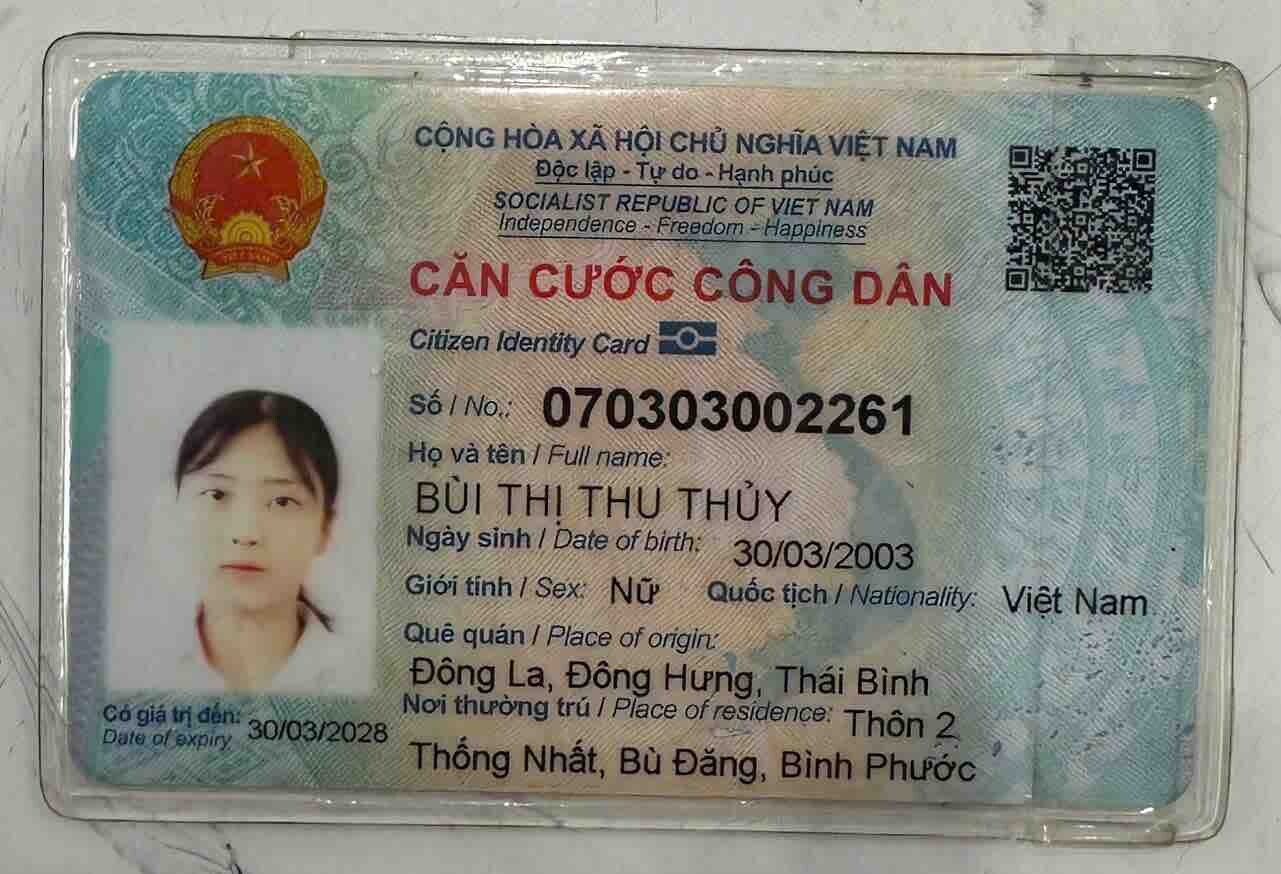 CỘNG HÒA XÃ HỘI CHỦ NGHĨA VIỆT NAM
Độc lập - Tự do - Hạnh phúc
SOCIALIST REPUBLIC OF VIET NAM
Independence - Freedom - Happiness
CĂN CƯỚC CÔNG DÂN
Citizen Identity Card
Số / No.: 070303002261
Họ và tên / Full name:
BÙI THỊ THU THỦY
Ngày sinh / Date of birth: 30/03/2003
Giới tính / Sex: Nữ Quốc tịch / Nationality: Việt Nam
Quê quán / Place of origin:
Đông La, Đông Hưng, Thái Bình
Nơi thường trú / Place of residence: Thôn 2
Thống Nhất, Bù Đăng, Bình Phước
Có giá trị đến: 30/03/2028
Date of expiry